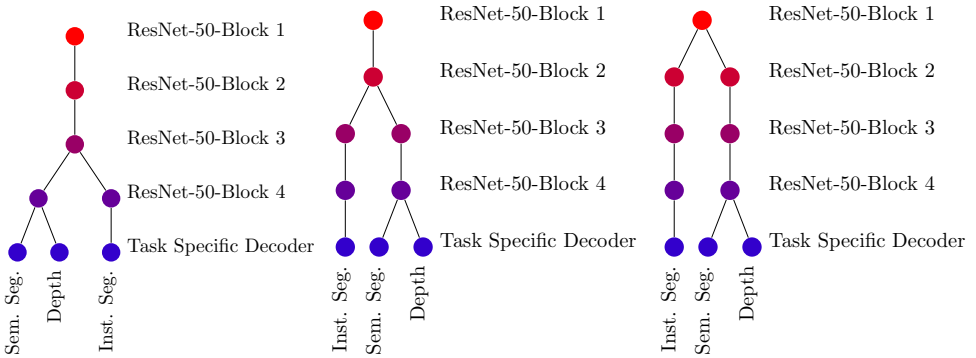 ResNet-50-Block 1
ResNet-50-Block 2
ResNet-50-Block 3
ResNet-50-Block 4
Task Specific Decoder
Sem. Seg.
Depth
Inst. Seg.
ResNet-50-Block 1
ResNet-50-Block 2
ResNet-50-Block 3
ResNet-50-Block 4
Task Specific Decoder
Inst. Seg.
Sem. Seg.
Depth
ResNet-50-Block 1
ResNet-50-Block 2
ResNet-50-Block 3
ResNet-50-Block 4
Task Specific Decoder
Inst. Seg.
Sem. Seg.
Depth